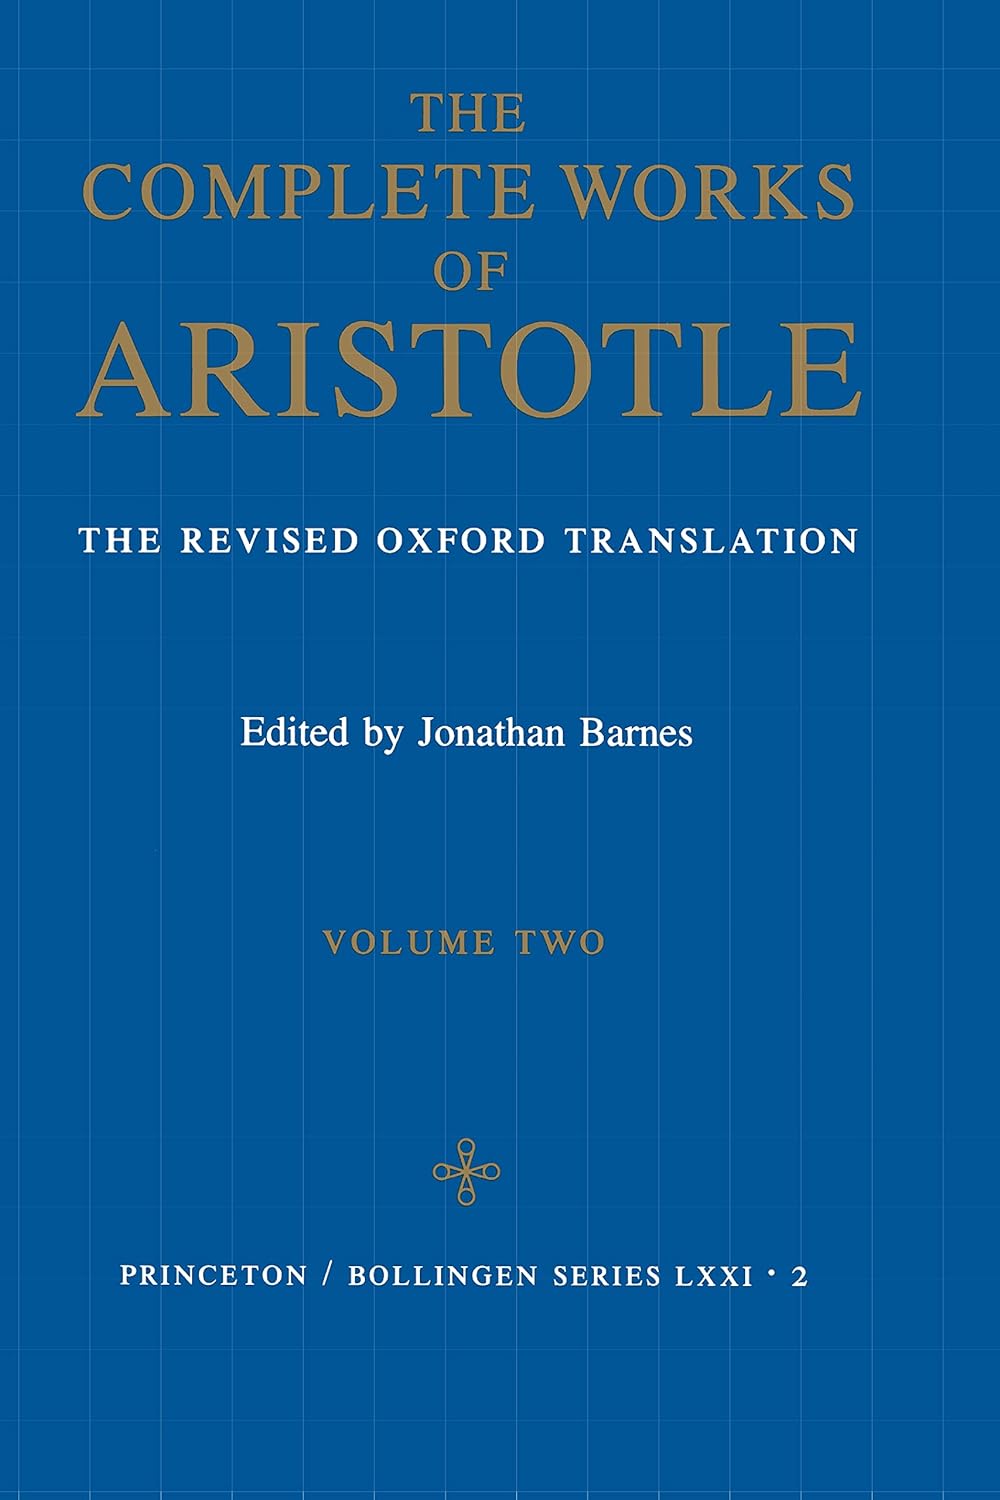 THE
COMPLETE WORKS
OF
ARISTOTLE
THE REVISED OXFORD TRANSLATION
Edited by Jonathan Barnes
VOLUME TWO
PRINCETON / BOLLINGEN SERIES LXXI · 2